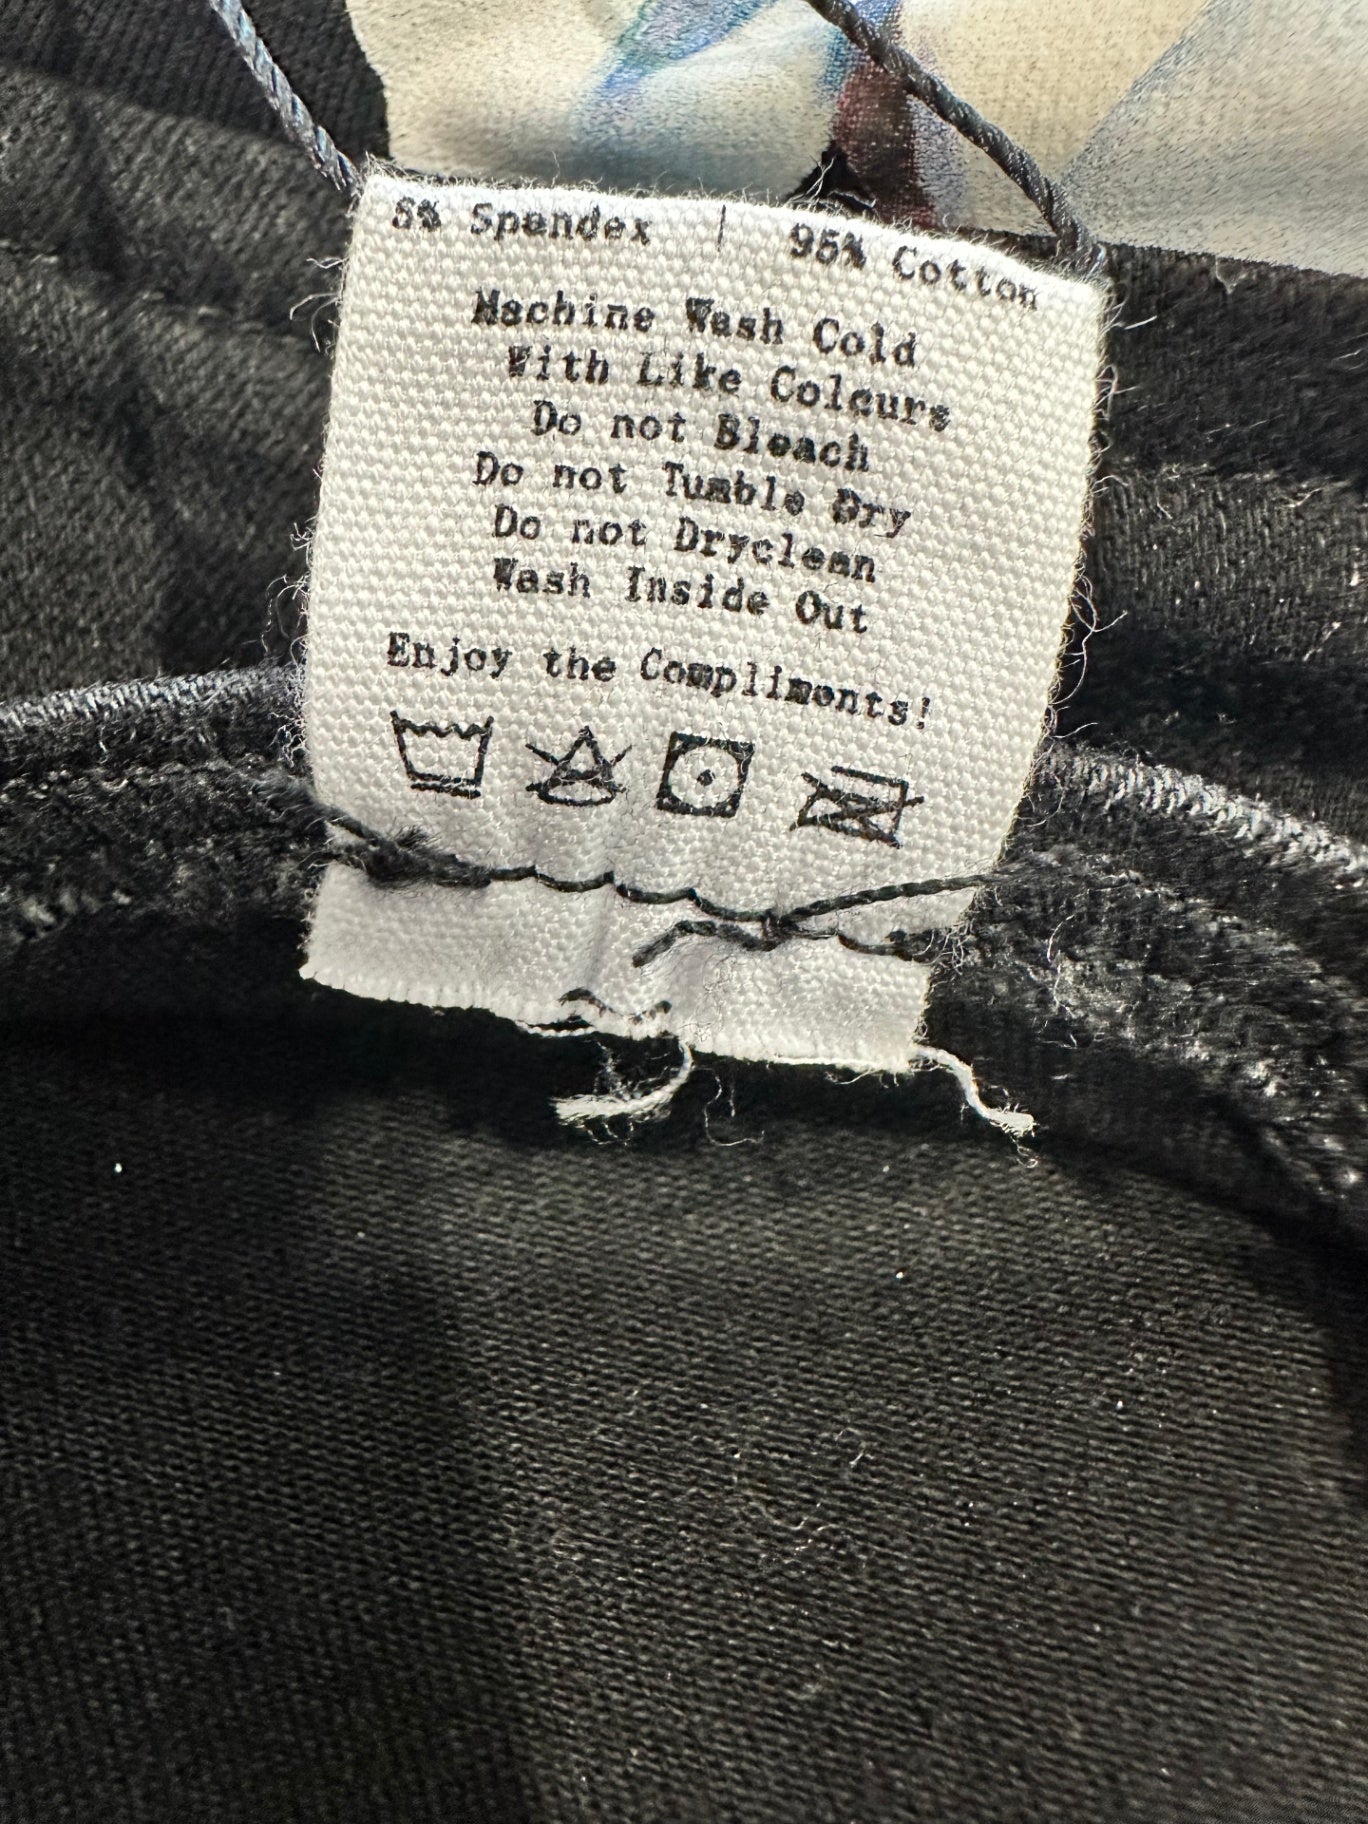 5% Spandex | 95% Cotton
Machine Wash Cold
With Like Colours
Do not Bleach
Do not Tumble Dry
Do not Dryclean
Wash Inside Out
Enjoy the Compliments!